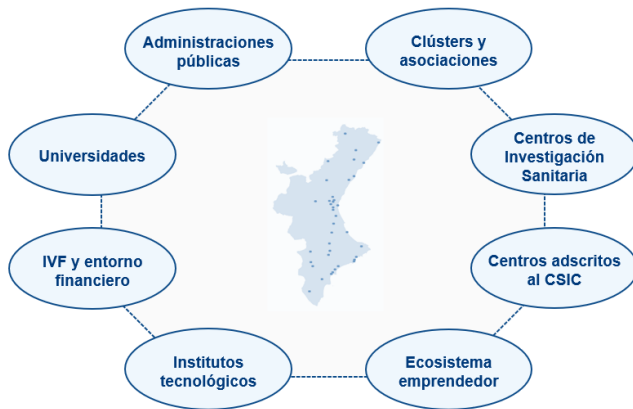 Administraciones
públicas
Clústers y
asociaciones
Universidades
Centros de
Investigación
Sanitaria
IVF y entorno
financiero
Centros adscritos
al CSIC
Institutos
tecnológicos
Ecosistema
emprendedor